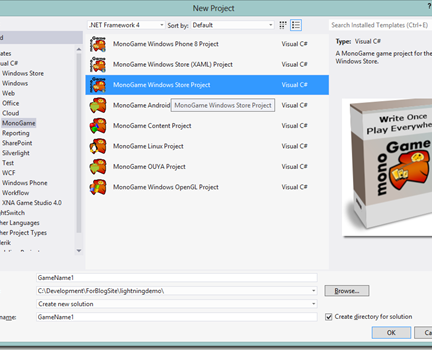 New Project
?
.NET Framework 4
Sort by:
Default
Search Installed Templates (Ctrl+E)
MonoGame Windows Phone 8 Project
Visual C#
MonoGame Windows Store (XAML) Project
Visual C#
MonoGame Windows Store Project
Visual C#
MonoGame Android
MonoGame Windows Store Project
Visual C#
MonoGame Content Project
Visual C#
MonoGame Linux Project
Visual C#
MonoGame OUYA Project
Visual C#
MonoGame Windows OpenGL Project
Visual C#
d
ates
ual C#
Windows Store
Windows
Web
Office
Cloud
MonoGame
Reporting
SharePoint
Silverlight
Test
WCF
Windows Phone
Workflow
XNA Game Studio 4.0
ghtSwitch
her Languages
her Project Types
erik
Type: Visual C#
A MonoGame game project for the
Windows Store.
Write Once
Play Everywhe
monoGame
GameName1
C:\Development\ForBlogSite\lightningdemo\
Browse...
Create new solution
name:
GameName1
Create directory for solution
OK
Ca